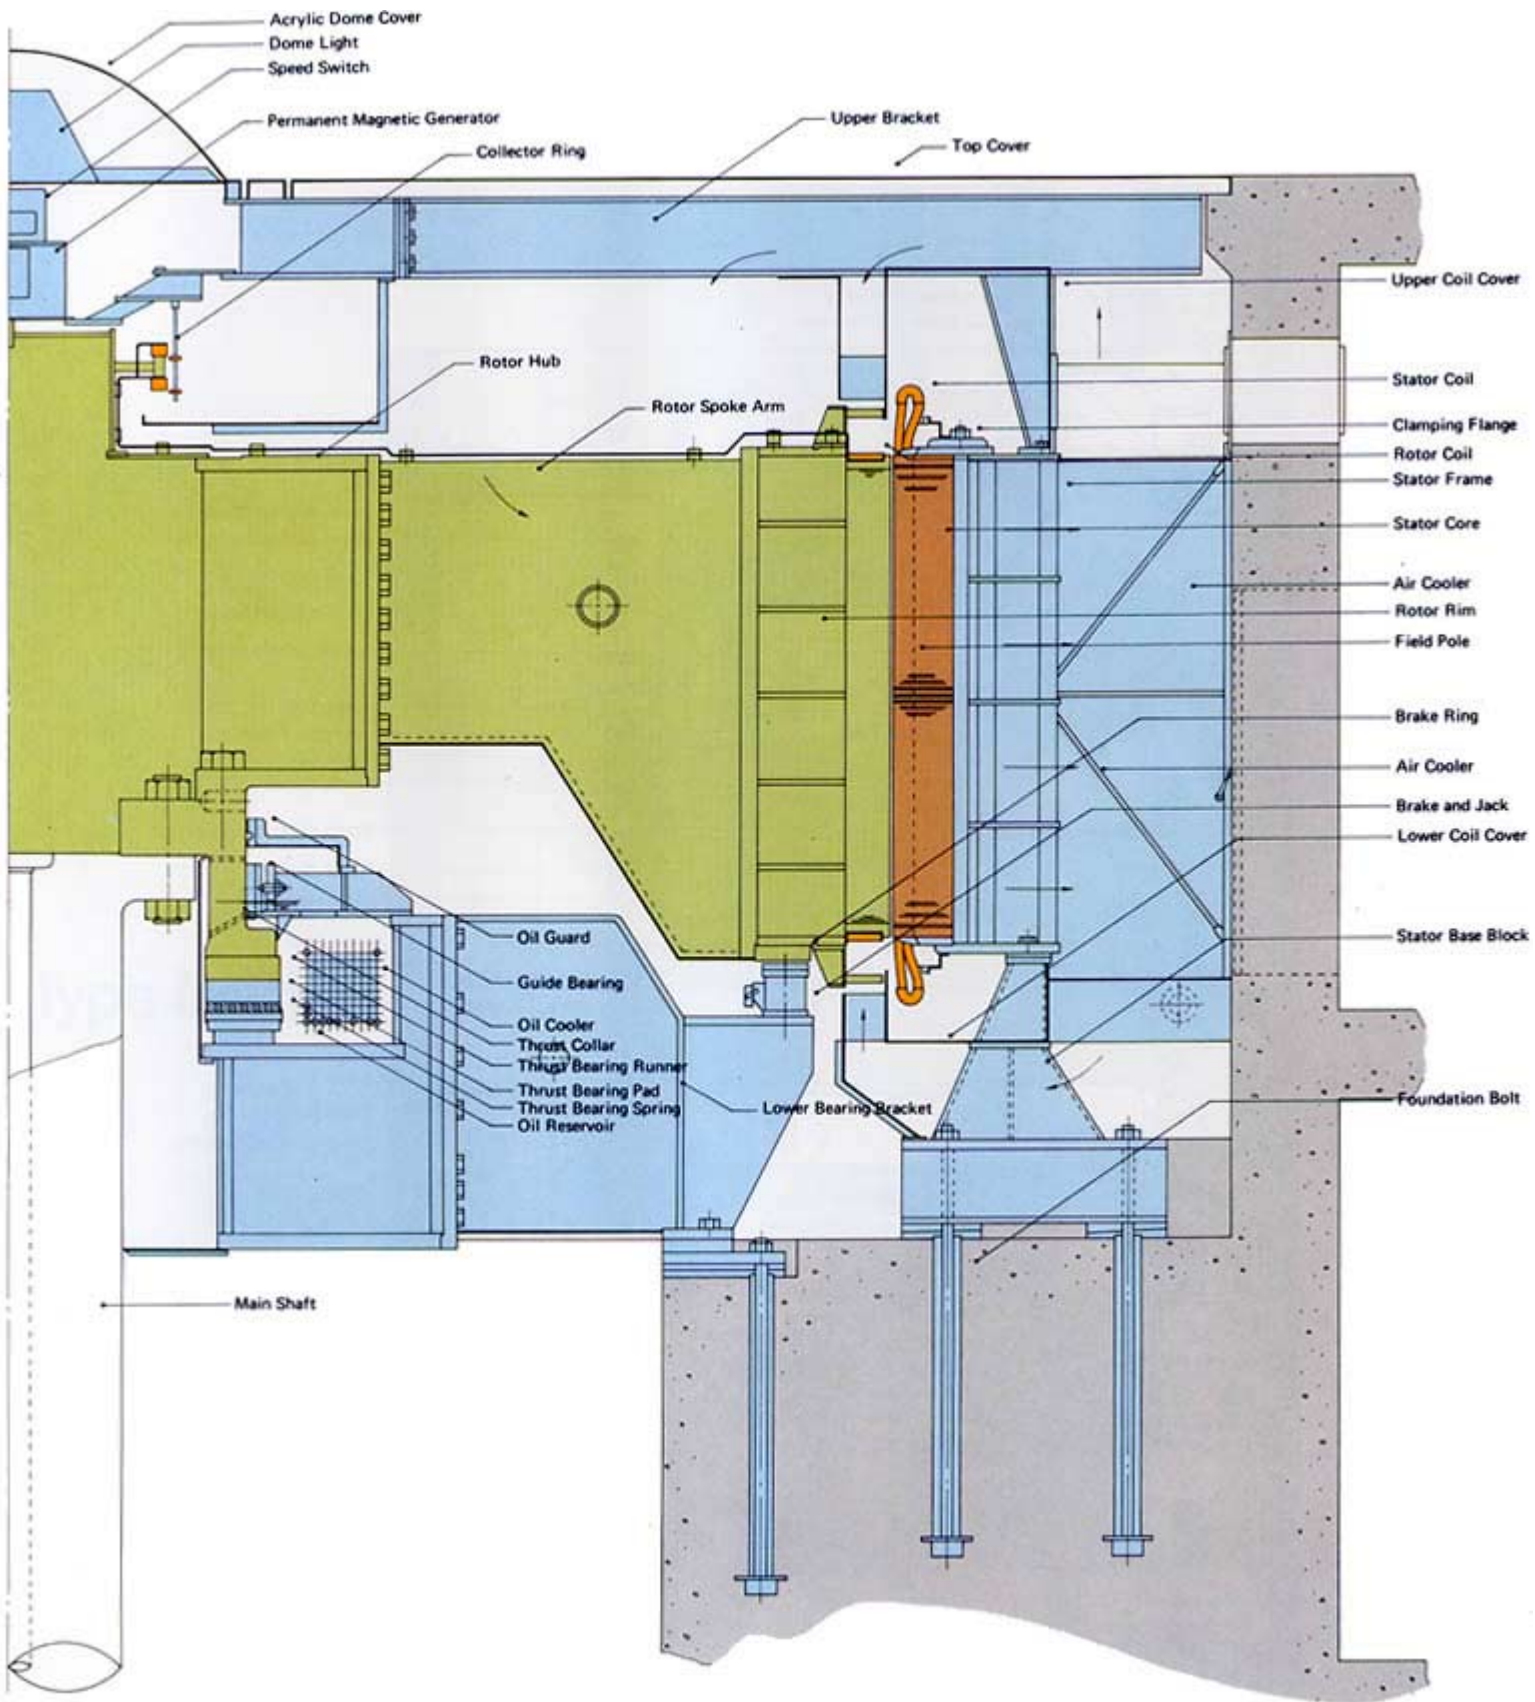 Acrylic Dome Cover
Dome Light
Speed Switch
Permanent Magnetic Generator
Collector Ring
Upper Bracket
Top Cover
Upper Coil Cover
Rotor Hub
Stator Coil
Rotor Spoke Arm
Clamping Flange
Rotor Coil
Stator Frame
Stator Core
Air Cooler
Rotor Rim
Field Pole
Brake Ring
Air Cooler
Brake and Jack
Lower Coil Cover
Oil Guard
Stator Base Block
Guide Bearing
Oil Cooler
Thrust Collar
Thrust Bearing Runner
Thrust Bearing Pad
Thrust Bearing Spring
Oil Reservoir
Lower Bearing Bracket
Foundation Bolt
Main Shaft